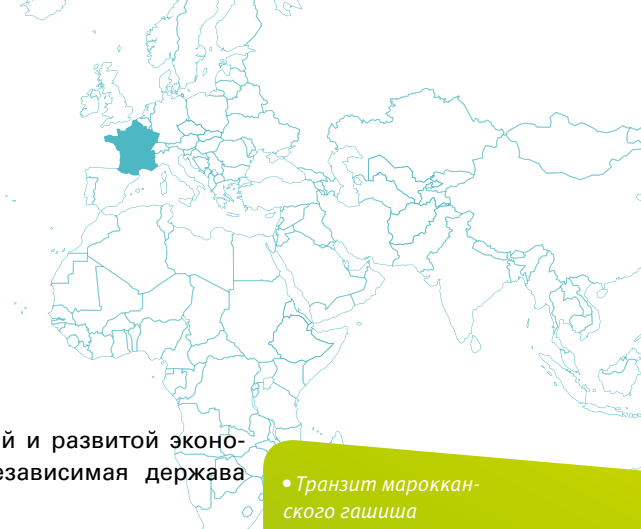 й и развитой эконо-
езависимая держава
• Транзит мароккан-
ского гашиша